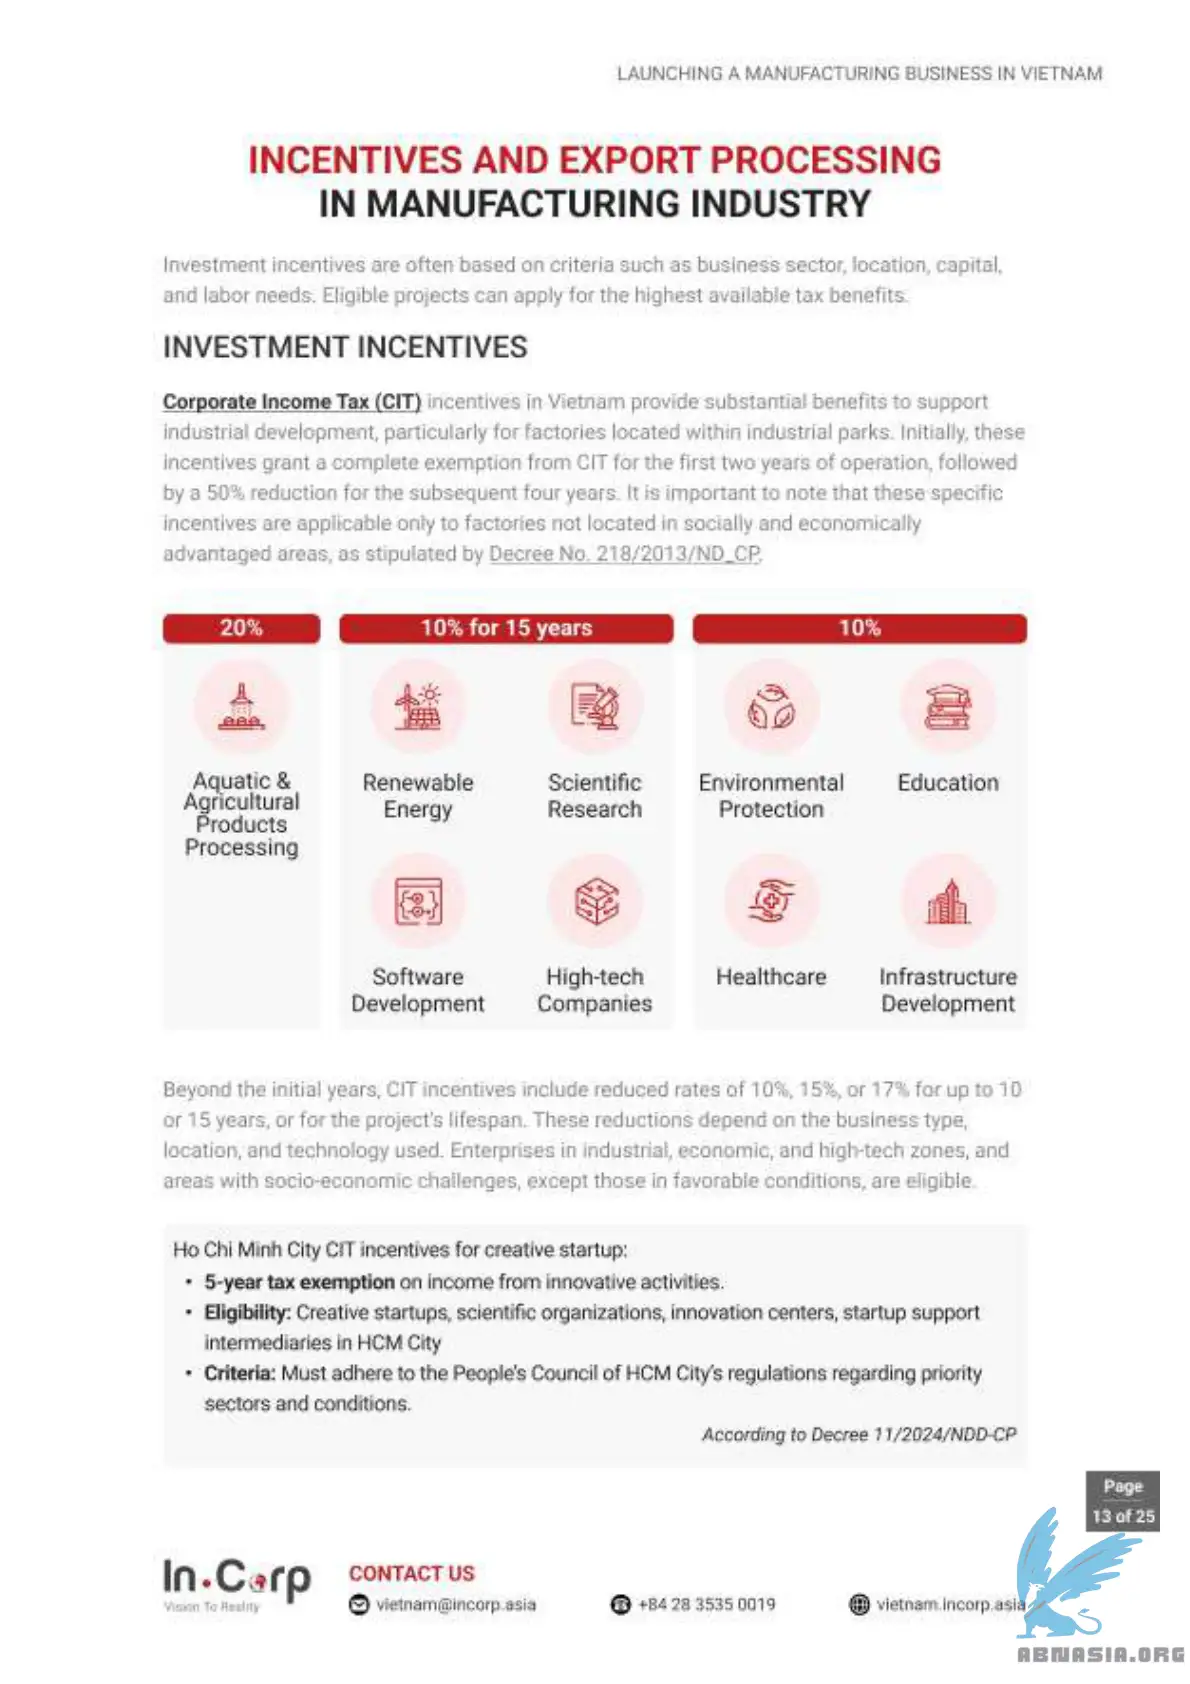 LAUNCHING A MANUFACTURING BUSINESS IN VIETNAM
INCENTIVES AND EXPORT PROCESSING
IN MANUFACTURING INDUSTRY
Investment incentives are often based on criteria such as business sector, location, capital,
and labor needs. Eligible projects can apply for the highest available tax benefits.
INVESTMENT INCENTIVES
Corporate Income Tax (CIT) incentives in Vietnam provide substantial benefits to support
industrial development, particularly for factories located within industrial parks. Initially, these
incentives grant a complete exemption from CIT for the first two years of operation, followed
by a 50% reduction for the subsequent four years. It is important to note that these specific
incentives are applicable only to factories not located in socially and economically
advantaged areas, as stipulated by Decree No. 218/2013/ND_CP.
20%
Aquatic &
Agricultural
Products
Processing
10% for 15 years
Renewable
Energy
Scientific
Research
Software
Development
High-tech
Companies
10%
Environmental
Protection
Education
Healthcare
Infrastructure
Development
Beyond the initial years, CIT incentives include reduced rates of 10%, 15%, or 17% for up to 10
or 15 years, or for the project's lifespan. These reductions depend on the business type,
location, and technology used. Enterprises in industrial, economic, and high-tech zones, and
areas with socio-economic challenges, except those in favorable conditions, are eligible.
Ho Chi Minh City CIT incentives for creative startup:
• 5-year tax exemption on income from innovative activities.
• Eligibility: Creative startups, scientific organizations, innovation centers, startup support
intermediaries in HCM City
• Criteria: Must adhere to the People's Council of HCM City's regulations regarding priority
sectors and conditions.
According to Decree 11/2024/NDD-CP
Page
13 of 25
In.Corp
Vision To Reality
CONTACT US
vietnam@incorp.asia
+84 28 3535 0019
vietnam.incorp.asia
ABNASIA.ORG